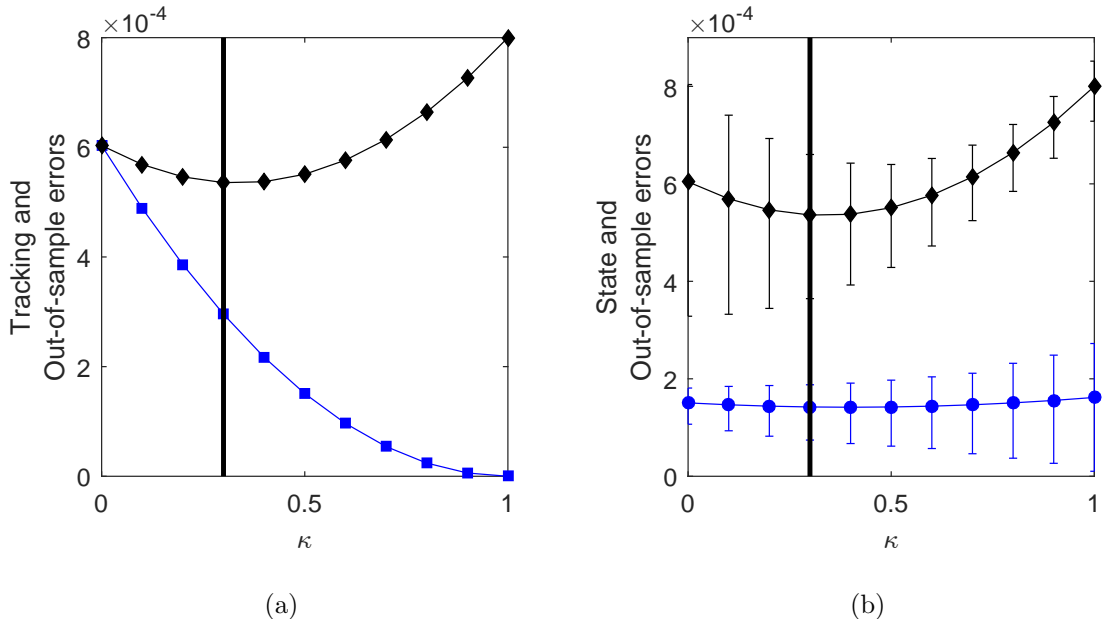 ×10⁻⁴
8
6
4
2
0
0
0.5
1
κ
Tracking and
Out-of-sample errors
(a)
×10⁻⁴
8
6
4
2
0
0
0.5
1
κ
State and
Out-of-sample errors
(b)